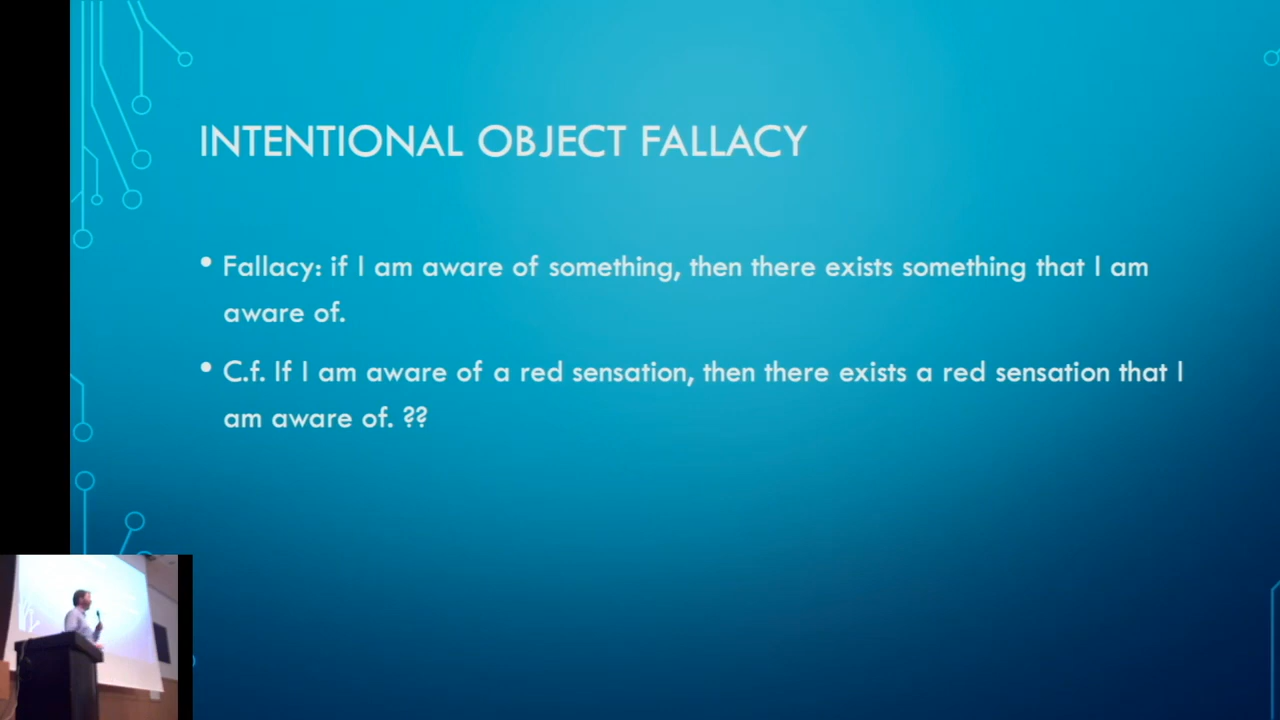 INTENTIONAL OBJECT FALLACY
• Fallacy: if I am aware of something, then there exists something that I am
aware of.
• C.f. If I am aware of a red sensation, then there exists a red sensation that I
am aware of. ??